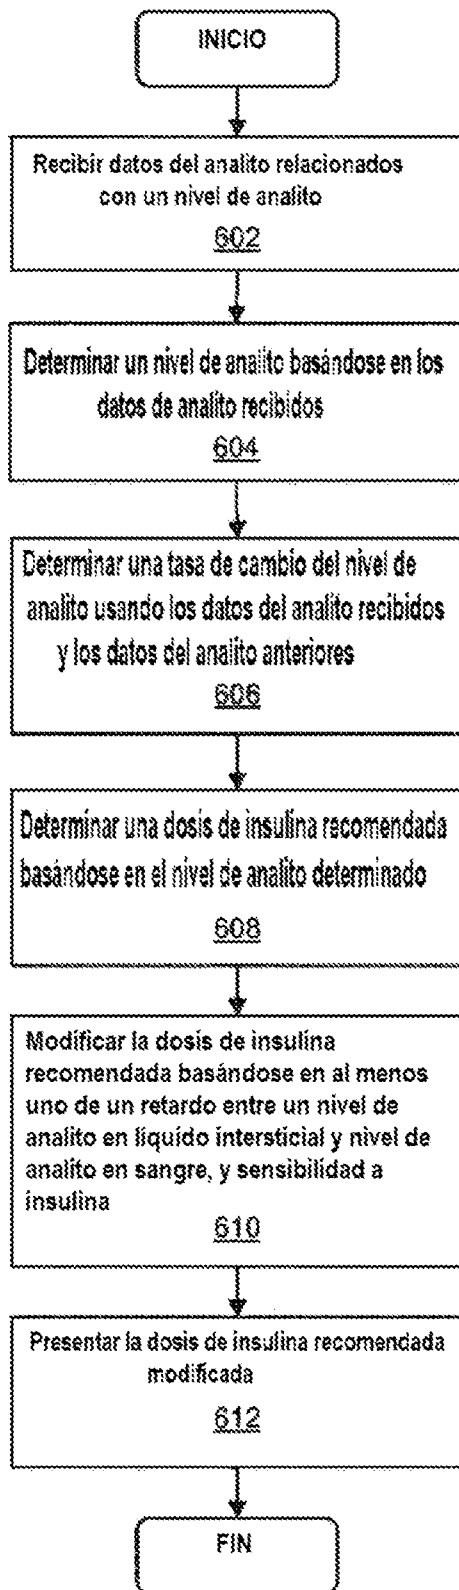 INICIO
Recibir datos del analito relacionados
con un nivel de analito
602
Determinar un nivel de analito basándose en los
datos de analito recibidos
604
Determinar una tasa de cambio del nivel de
analito usando los datos del analito recibidos
y los datos del analito anteriores
606
Determinar una dosis de insulina recomendada
basándose en el nivel de analito determinado
608
Modificar la dosis de insulina
recomendada basándose en al menos
uno de un retardo entre un nivel de
analito en líquido intersticial y nivel de
analito en sangre, y sensibilidad a
insulina
610
Presentar la dosis de insulina recomendada
modificada
612
FIN